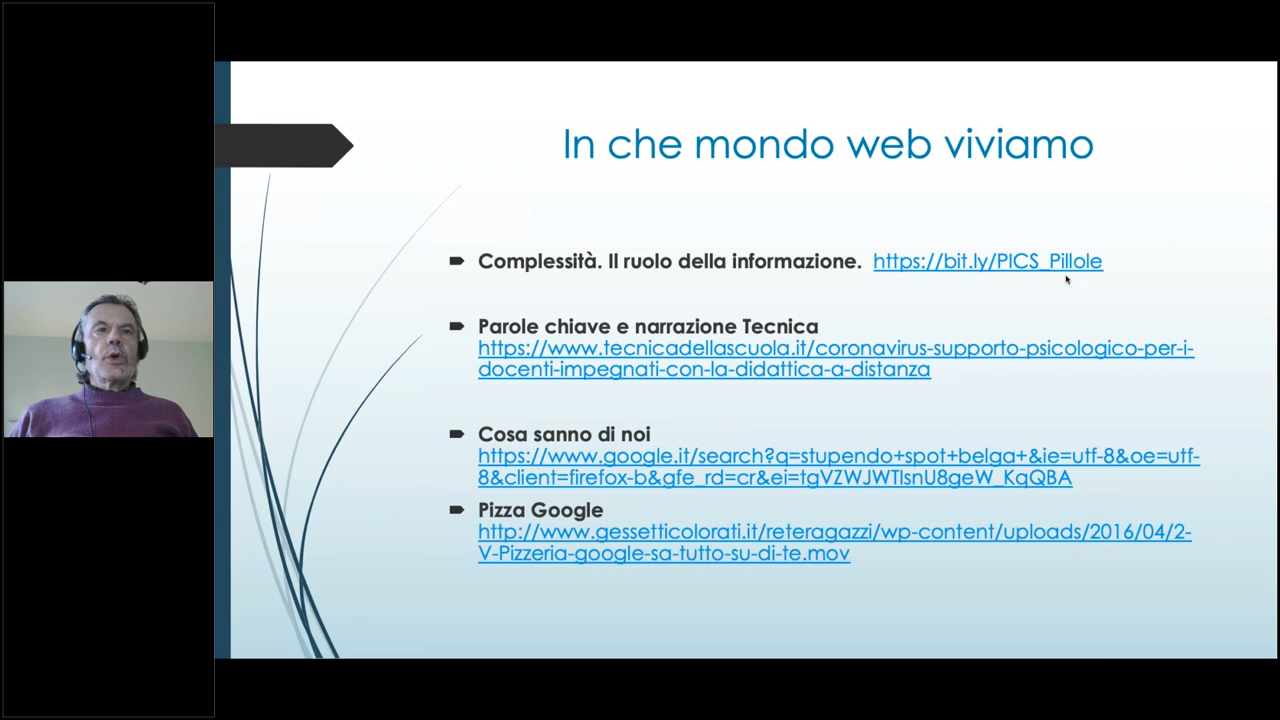 In che mondo web viviamo
Complessità. Il ruolo della informazione. https://bit.ly/PICS_Pillole
Parole chiave e narrazione Tecnica
https://www.tecnicadellascuola.it/coronavirus-supporto-psicologico-per-i-
docenti-impegnati-con-la-didattica-a-distanza
Cosa sanno di noi
https://www.google.it/search?q=stupendo+spot+belga+&ie=utf-8&oe=utf-
8&client=firefox-b&gfe_rd=cr&ei=tgVZWJWTIsnU8geW_KqQBA
Pizza Google
http://www.gessetticolorati.it/reteragazzi/wp-content/uploads/2016/04/2-
V-Pizzeria-google-sa-tutto-su-di-te.mov